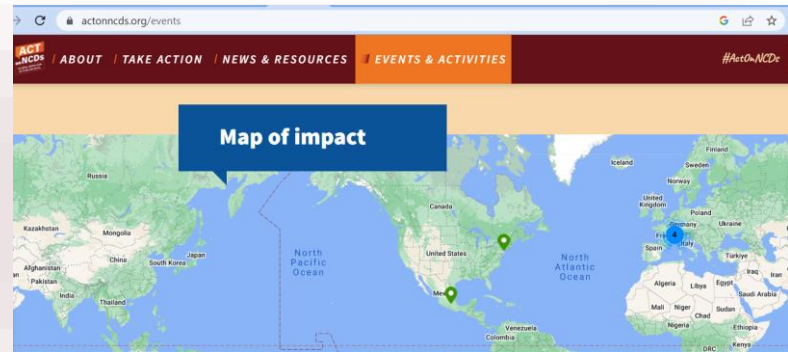 actonncds.org/events
ACT
on NCDs
/ ABOUT / TAKE ACTION / NEWS & RESOURCES EVENTS & ACTIVITIES
#ActOnNCDs
Map of impact
Finland
Iceland
Sweden
Russia
Norway
Canada
United
Kingdom
Poland
Kazakhstan
Mongolia
Ukraine
4
Spain
Italy
Türkiye
North
Pacific
Ocean
United States
North
Atlantic
Ocean
China
South Korea
Japan
Afghanistan
Pakistan
Iraq
Iran
Algeria
Libya
Egypt
Saudi Arabia
India
Thailand
Mali
Niger
Chad
Sudan
Venezuela
Colombia
Nigeria
Ethiopia
DRC
Kenya